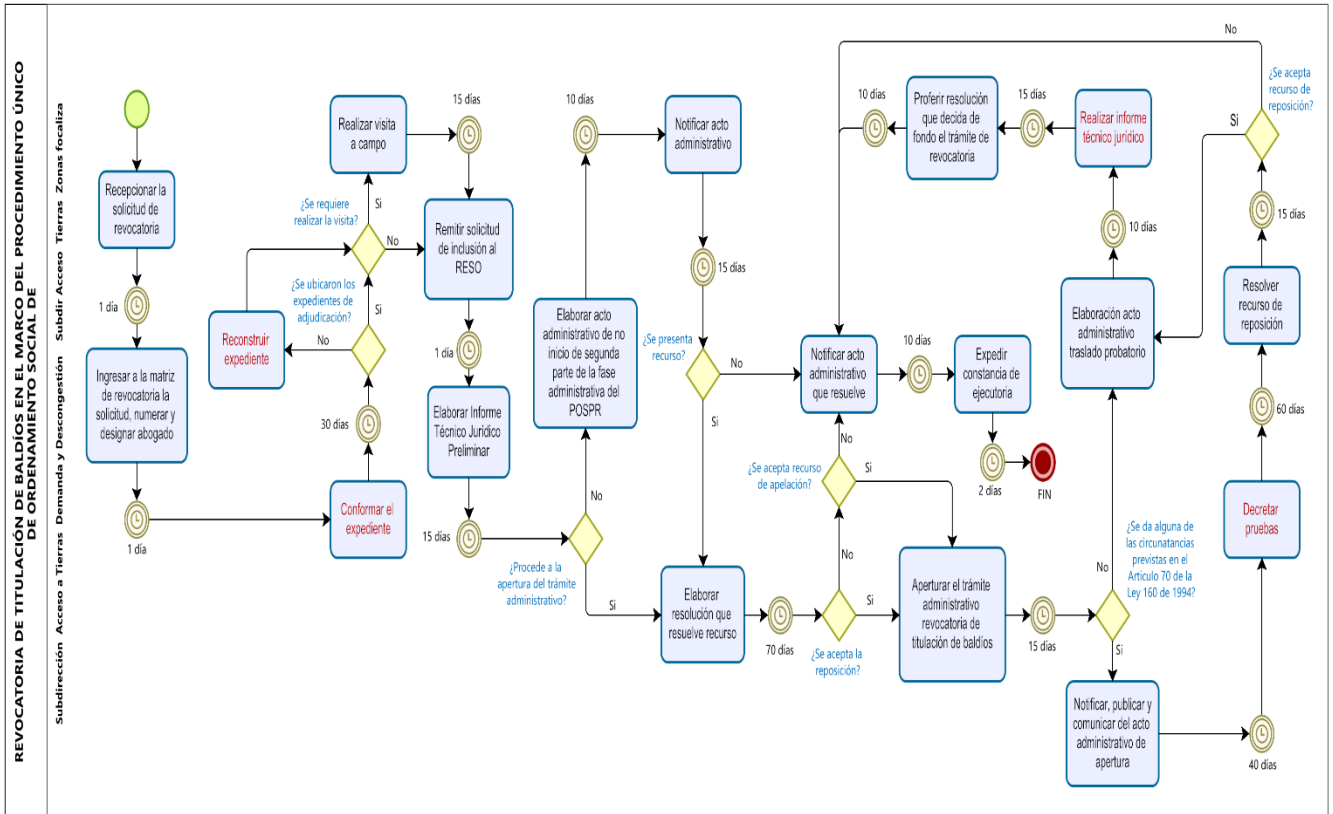 REVOCATORIA DE TITULACIÓN DE BALDÍOS EN EL MARCO DEL PROCEDIMIENTO ÚNICO
DE ORDENAMIENTO SOCIAL DE
Subdirección Acceso a Tierras Demanda y Descongestión Subdir Acceso Tierras Zonas focaliza
Recepcionar la
solicitud de
revocatoria
1 día
Ingresar a la matriz
de revocatoria la
solicitud, numerar y
designar abogado
1 día
Conformar el
expediente
30 días
¿Se ubicaron los
expedientes de
adjudicación?
No
Si
Reconstruir
expediente
¿Se requiere
realizar la visita?
Si
No
Realizar visita
a campo
15 días
Remitir solicitud
de inclusión al
RESO
1 día
Elaborar Informe
Técnico Jurídico
Preliminar
15 días
¿Procede a la
apertura del trámite
administrativo?
No
Si
Elaborar acto
administrativo de no
inicio de segunda
parte de la fase
administrativa del
POSPR
10 días
Notificar acto
administrativo
15 días
¿Se presenta
recurso?
No
Si
Elaborar
resolución que
resuelve recurso
70 días
¿Se acepta la
reposición?
No
Si
¿Se acepta recurso
de apelación?
No
Si
Notificar acto
administrativo
que resuelve
10 días
Expedir
constancia de
ejecutoria
2 días
FIN
Aperturar el trámite
administrativo
revocatoria de
titulación de baldíos
15 días
¿Se da alguna de
las circunatancias
previstas en el
Articulo 70 de la
Ley 160 de 1994?
No
Si
Notificar, publicar y
comunicar del acto
administrativo de
apertura
40 días
Decretar
pruebas
60 días
Resolver
recurso de
reposición
15 días
¿Se acepta
recurso de
reposición?
No
Si
Elaboración acto
administrativo
traslado probatorio
10 días
Realizar informe
técnico jurídico
15 días
Proferir resolución
que decida de
fondo el trámite de
revocatoria
10 días